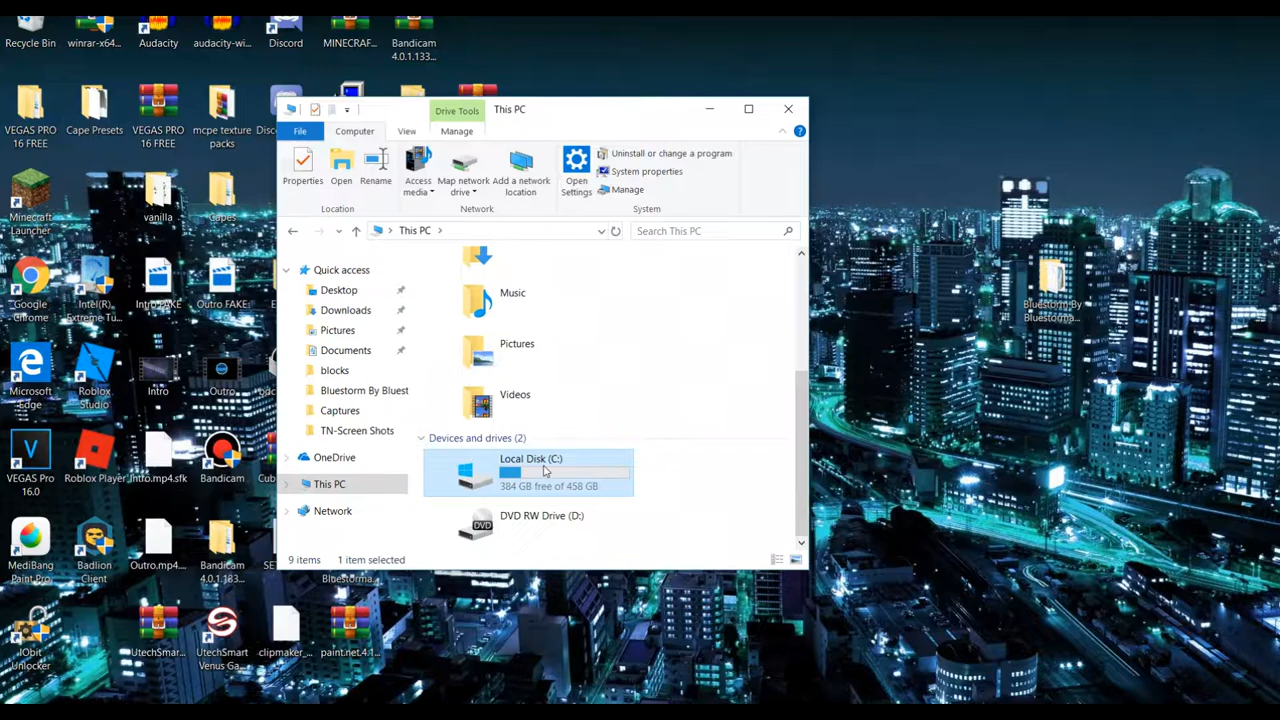 Recycle Bin
winrar-x64...
Audacity
audacity-wi...
Discord
MINECRAF...
Bandicam
4.0.1.133...
VEGAS PRO
16 FREE
Cape Presets
VEGAS PRO
16 FREE
mcpe texture
packs
Minecraft
Launcher
vanilla
Capes
Google
Chrome
Intel(R)
Extreme Tu...
Intro FAKE
Outro FAKE
Microsoft
Edge
Roblox
Studio
Intro
Outro
VEGAS Pro
16.0
Roblox Player
Intro.mp4.sfk
Bandicam
MediBang
Paint Pro
Badlion
Client
Outro.mp4....
Bandicam
4.0.1.183...
Bluestorma...
IObit
Unlocker
UtechSmar...
UtechSmart
Venus Ga...
clipmaker_...
paint.net.4.1...
Bluestorm By
Bluestorma...
Drive Tools
This PC
File
Computer
View
Manage
Properties
Open
Rename
Access
media
Map network
drive
Add a network
location
Open
Settings
Uninstall or change a program
System properties
Manage
Location
Network
System
This PC
Search This PC
Quick access
Desktop
Downloads
Pictures
Documents
blocks
Bluestorm By Bluest
Captures
TN-Screen Shots
OneDrive
This PC
Network
Music
Pictures
Videos
Devices and drives (2)
Local Disk (C:)
384 GB free of 458 GB
DVD
DVD RW Drive (D:)
9 items
1 item selected